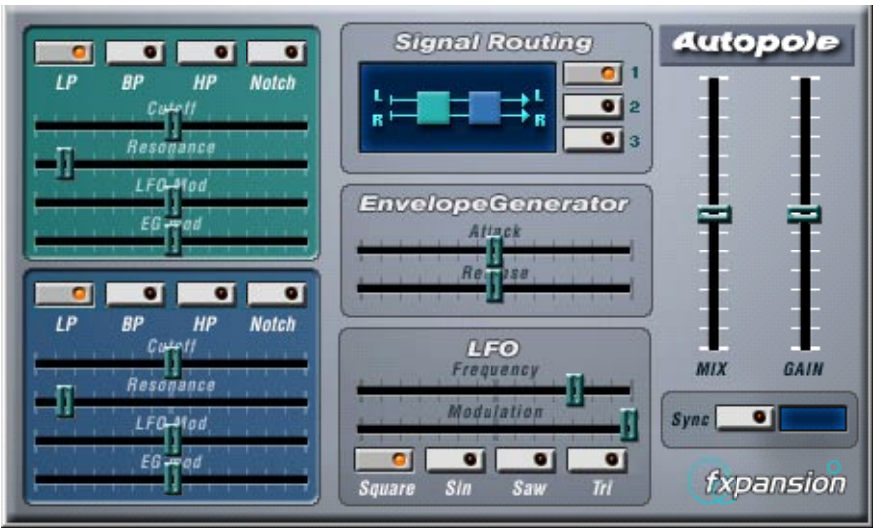 LP BP HP Notch
Cutoff
Resonance
LFO Mod
EG mod
LP BP HP Notch
Cutoff
Resonance
LFO Mod
EG mod
Signal Routing
L L
R R
1
2
3
EnvelopeGenerator
Attack
Release
LFO
Frequency
Modulation
Square Sin Saw Tri
Autopole
MIX GAIN
Sync
fxpansion